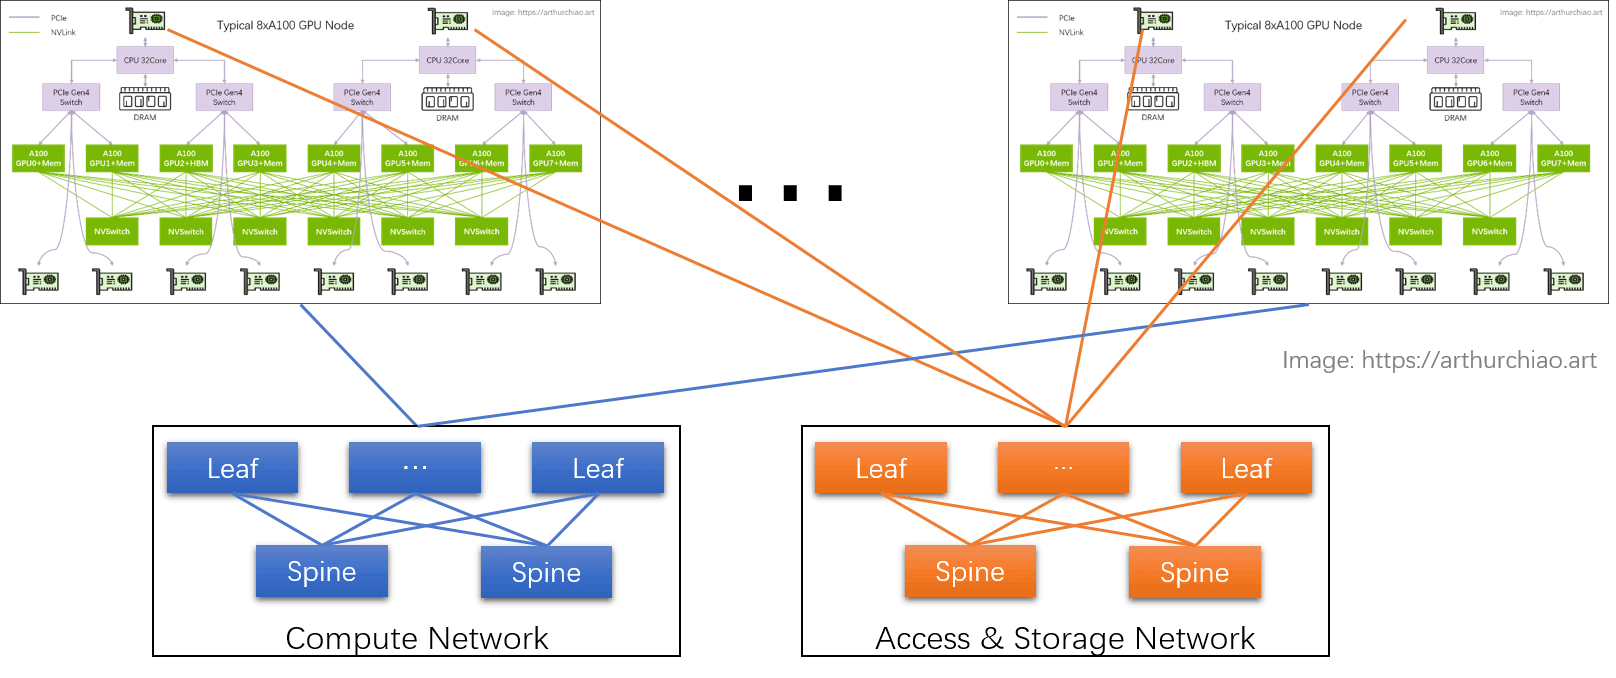 PCIe
NVLink
Typical 8xA100 GPU Node
Image: https://arthurchiao.art
CPU 32Core
CPU 32Core
PCIe Gen4
Switch
DRAM
PCIe Gen4
Switch
PCIe Gen4
Switch
DRAM
PCIe Gen4
Switch
A100
GPU0+Mem
A100
GPU1+Mem
A100
GPU2+HBM
A100
GPU3+Mem
A100
GPU4+Mem
A100
GPU5+Mem
A100
GPU6+Mem
A100
GPU7+Mem
NVSwitch
NVSwitch
NVSwitch
NVSwitch
NVSwitch
NVSwitch
...
PCIe
NVLink
Typical 8xA100 GPU Node
Image: https://arthurchiao.art
CPU 32Core
CPU 32Core
PCIe Gen4
Switch
DRAM
PCIe Gen4
Switch
PCIe Gen4
Switch
DRAM
PCIe Gen4
Switch
A100
GPU0+Mem
A100
GPU1+Mem
A100
GPU2+HBM
A100
GPU3+Mem
A100
GPU4+Mem
A100
GPU5+Mem
A100
GPU6+Mem
A100
GPU7+Mem
NVSwitch
NVSwitch
NVSwitch
NVSwitch
NVSwitch
NVSwitch
Image: https://arthurchiao.art
Leaf
...
Leaf
Spine
Spine
Compute Network
Leaf
...
Leaf
Spine
Spine
Access & Storage Network